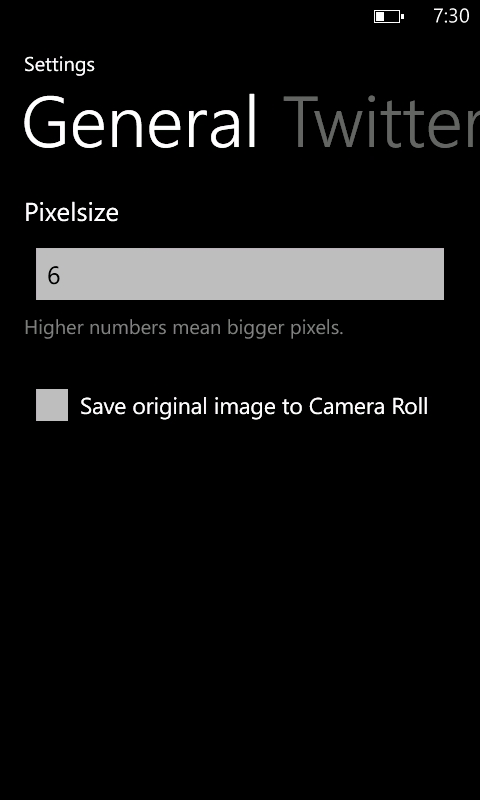 7:30
Settings
General Twitter
Pixelsize
6
Higher numbers mean bigger pixels.
Save original image to Camera Roll